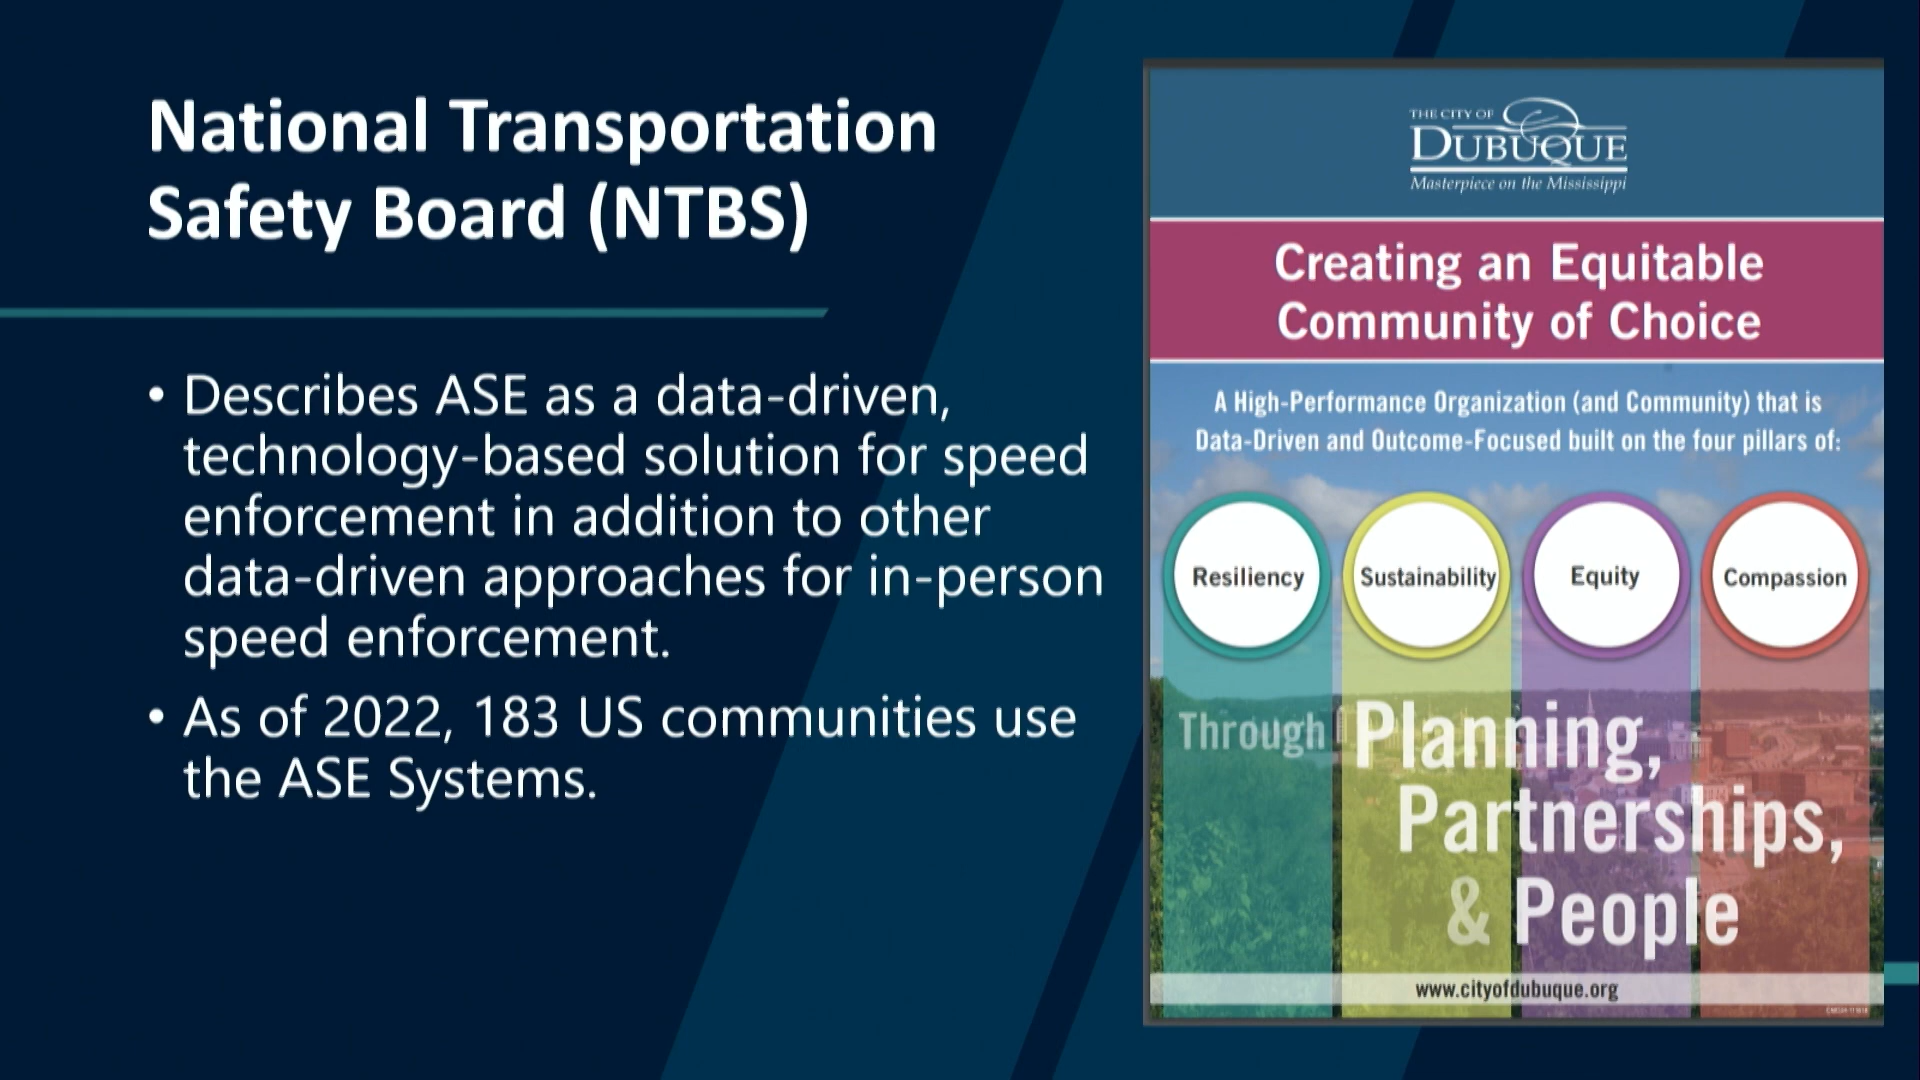 National Transportation
Safety Board (NTBS)
• Describes ASE as a data-driven,
technology-based solution for speed
enforcement in addition to other
data-driven approaches for in-person
speed enforcement.
• As of 2022, 183 US communities use
the ASE Systems.
THE CITY OF
DUBUQUE
Masterpiece on the Mississippi
Creating an Equitable
Community of Choice
A High-Performance Organization (and Community) that is
Data-Driven and Outcome-Focused built on the four pillars of:
Resiliency
Sustainability
Equity
Compassion
Through Planning,
Partnerships,
& People
www.cityofdubuque.org